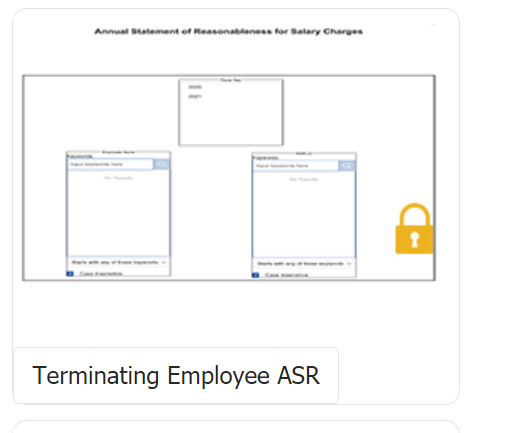 Annual Statement of Reasonableness for Salary Charges
Fiscal Year
2020
2021
Employee Name
Keywords
Input keywords here
No Results
Starts with any of these keywords
Case Insensitive
Keywords
Input keywords here
No Results
Starts with any of these keywords
Case Insensitive
Terminating Employee ASR